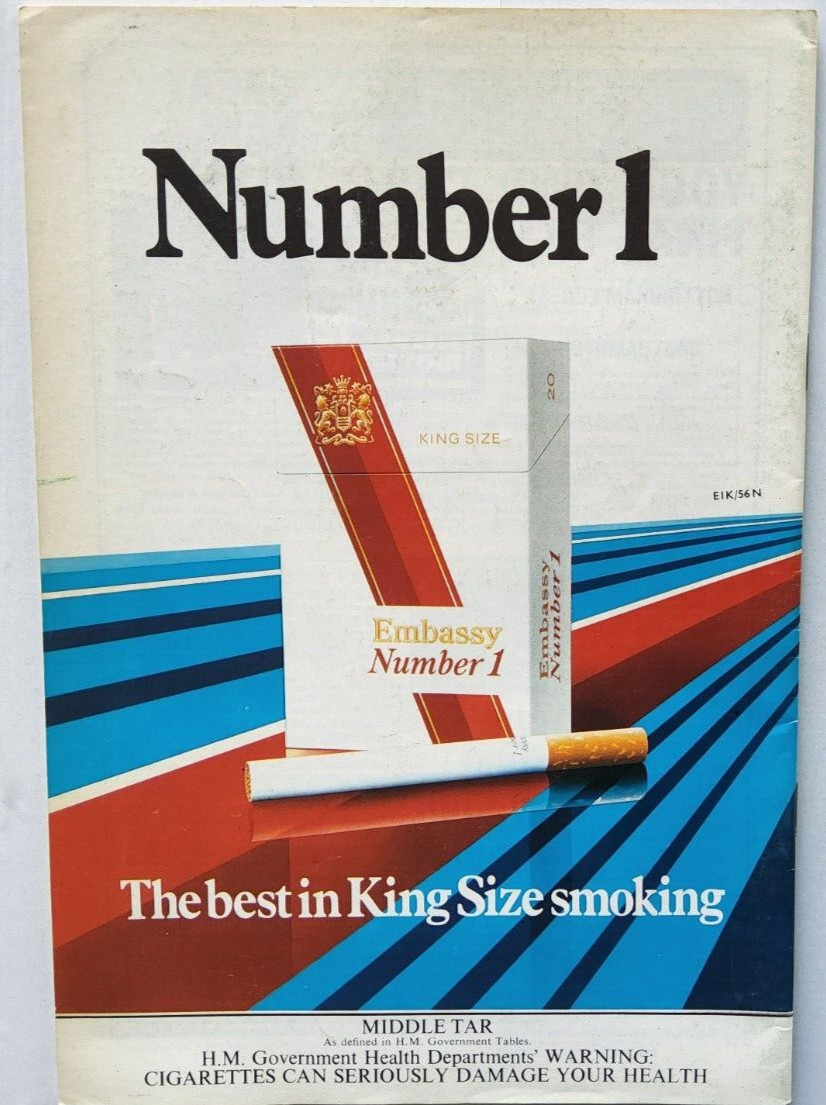 Number 1
20
KING SIZE
EIK/56N
Embassy
Number 1
Embassy
Number 1
The best in King Size smoking
MIDDLE TAR
As defined in H.M. Government Tables.
H.M. Government Health Departments' WARNING:
CIGARETTES CAN SERIOUSLY DAMAGE YOUR HEALTH